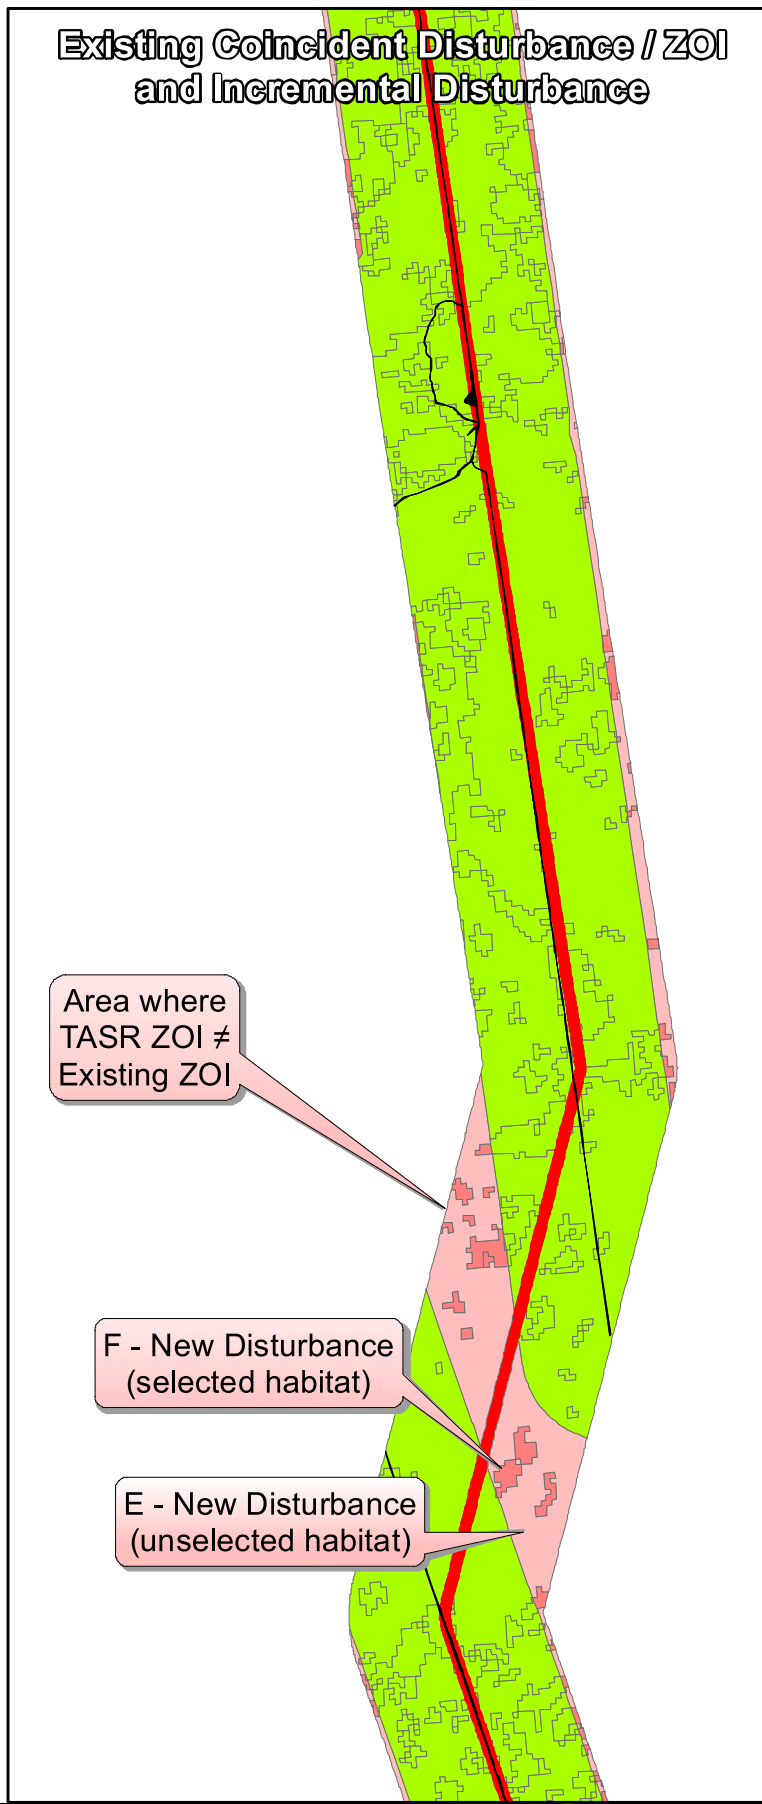 Existing Coincident Disturbance / ZOI
and Incremental Disturbance
Area where
TASR ZOI ≠
Existing ZOI
F - New Disturbance
(selected habitat)
E - New Disturbance
(unselected habitat)